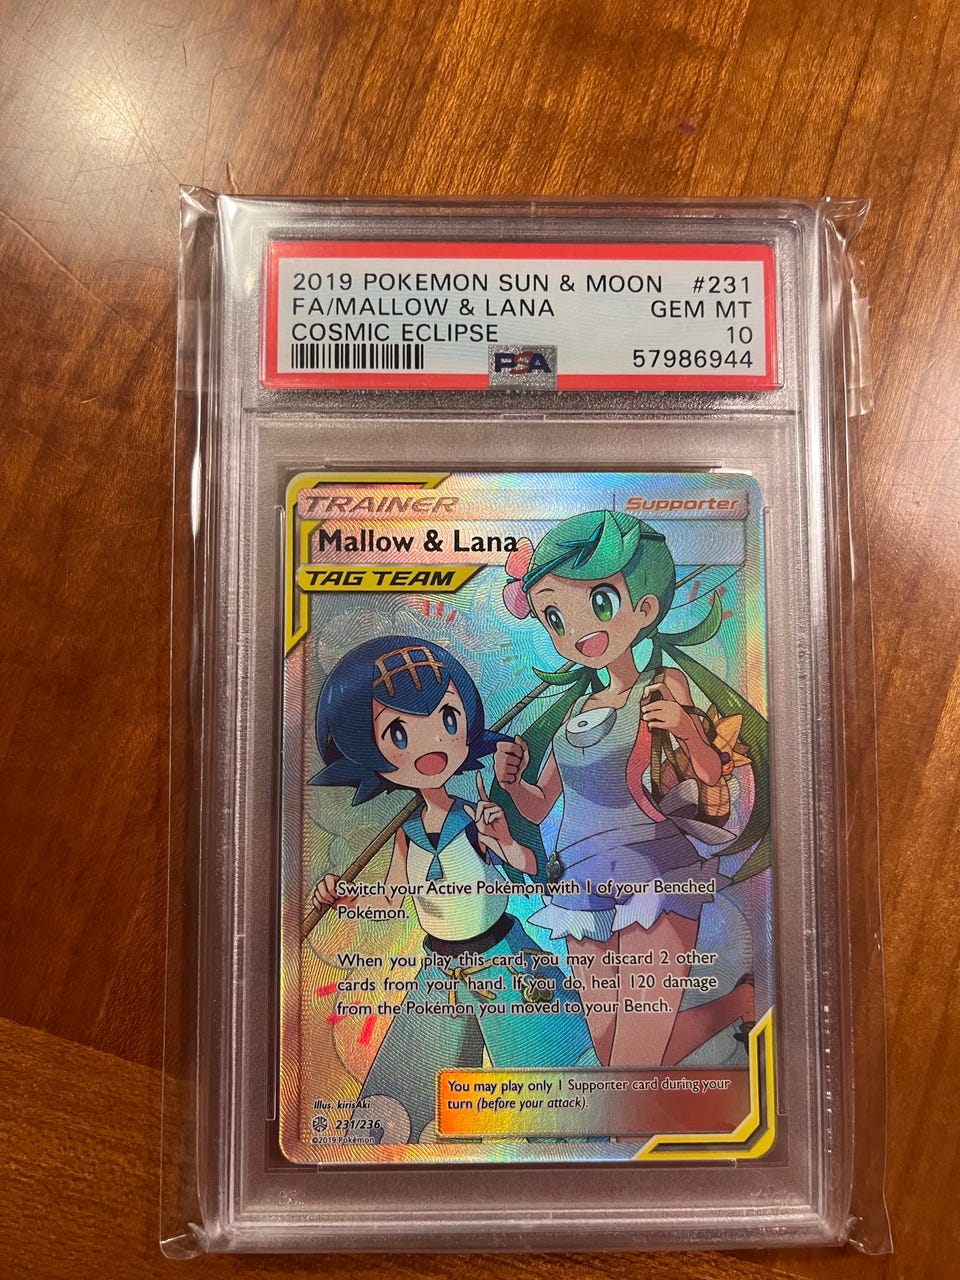 2019 POKEMON SUN & MOON #231
FA/MALLOW & LANA GEM MT
COSMIC ECLIPSE 10
PSA 57986944
TRAINER Supporter
Mallow & Lana
TAG TEAM
Switch your Active Pokémon with 1 of your Benched
Pokémon.
When you play this card, you may discard 2 other
cards from your hand. If you do, heal 120 damage
from the Pokémon you moved to your Bench.
You may play only 1 Supporter card during your
turn (before your attack).
Illus. kirisAki
231/236
©2019 Pokémon